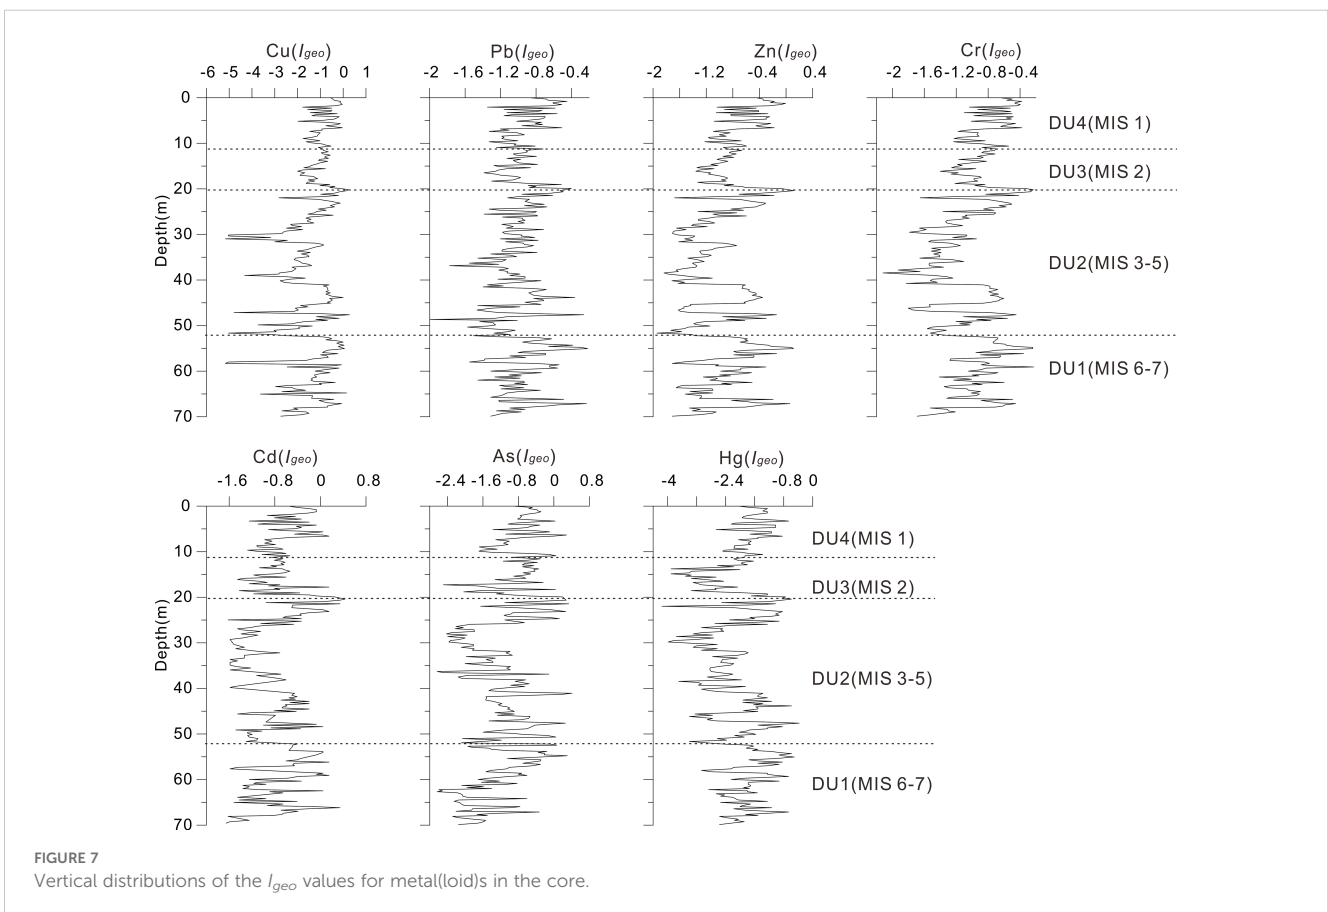 Cu(Igeo) Pb(Igeo) Zn(Igeo) Cr(Igeo)
-6 -5 -4 -3 -2 -1 0 1 -2 -1.6 -1.2 -0.8 -0.4 -2 -1.2 -0.4 0.4 -2 -1.6 -1.2 -0.8 -0.4
0
10
20
30
40
50
60
70
Depth(m)
DU4(MIS 1)
DU3(MIS 2)
DU2(MIS 3-5)
DU1(MIS 6-7)
Cd(Igeo) As(Igeo) Hg(Igeo)
-1.6 -0.8 0 0.8 -2.4 -1.6 -0.8 0 0.8 -4 -2.4 -0.8 0
0
10
20
30
40
50
60
70
Depth(m)
DU4(MIS 1)
DU3(MIS 2)
DU2(MIS 3-5)
DU1(MIS 6-7)
FIGURE 7
Vertical distributions of the Igeo values for metal(loid)s in the core.